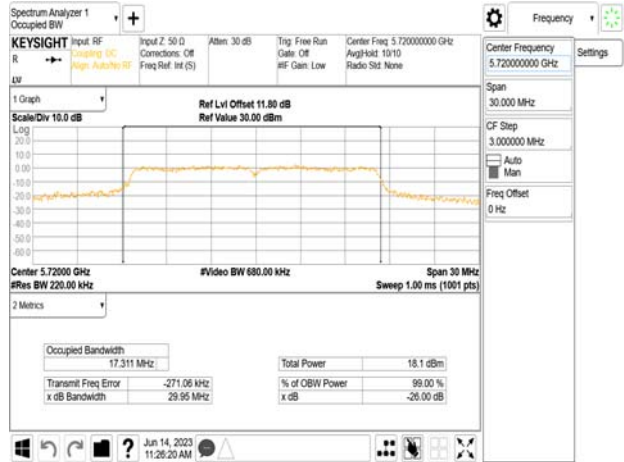 Spectrum Analyzer 1
Occupied BW
+
Frequency
KEYSIGHT
R
Input: RF
Coupling: DC
Align: Auto/No RF
Input Z: 50 Ω
Corrections: Off
Freq Ref: Int (S)
Atten: 30 dB
Trig: Free Run
Gate: Off
#IF Gain: Low
Center Freq: 5.720000000 GHz
Avg|Hold: 10/10
Radio Std: None
Center Frequency
5.720000000 GHz
Settings
Span
30.000 MHz
CF Step
3.000000 MHz
Auto
Man
Freq Offset
0 Hz
1 Graph
Scale/Div 10.0 dB
Ref Lvl Offset 11.80 dB
Ref Value 30.00 dBm
Log
20.0
10.0
0.00
-10.0
-20.0
-30.0
-40.0
-50.0
-60.0
Center 5.72000 GHz
#Res BW 220.00 kHz
#Video BW 680.00 kHz
Span 30 MHz
Sweep 1.00 ms (1001 pts)
2 Metrics
Occupied Bandwidth
17.311 MHz
Total Power 18.1 dBm
Transmit Freq Error -271.06 kHz
% of OBW Power 99.00 %
x dB Bandwidth 29.95 MHz
x dB -26.00 dB
?
Jun 14, 2023
11:26:20 AM